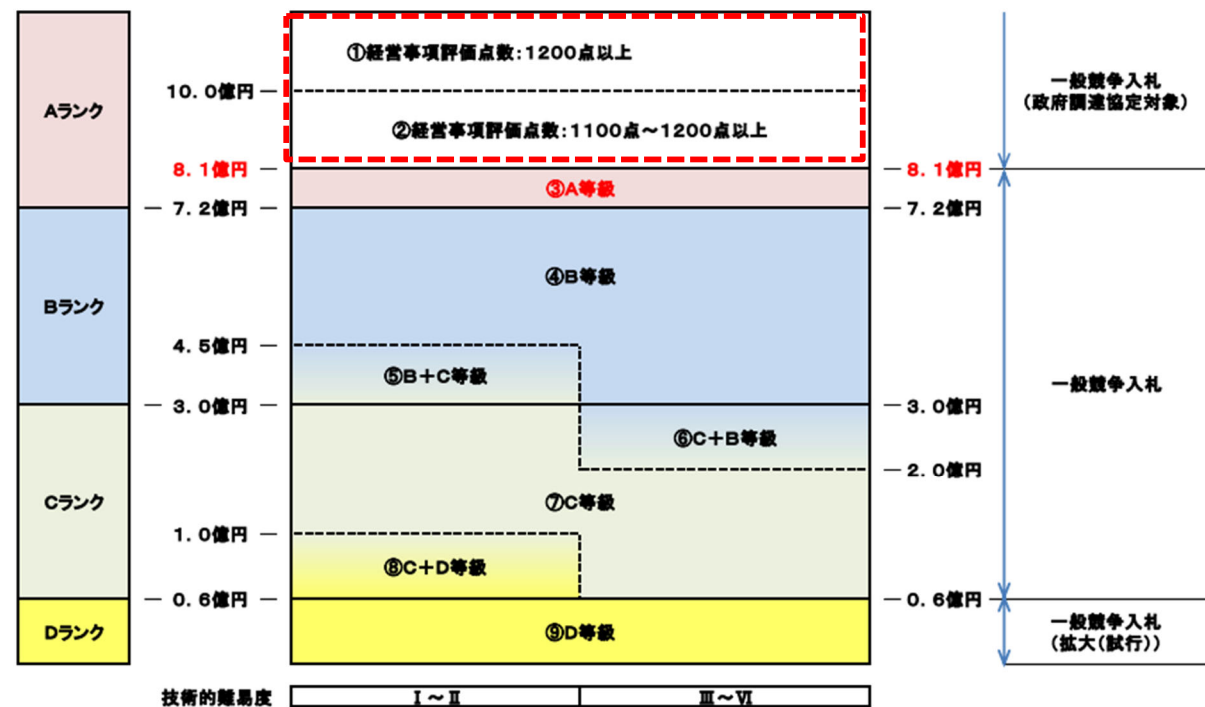 ①経営事項評価点数：1200点以上
10.0億円
Aランク
②経営事項評価点数：1100点～1200点以上
一般競争入札
（政府調達協定対象）
8.1億円
8.1億円
③A等級
7.2億円
7.2億円
④B等級
Bランク
4.5億円
⑤B＋C等級
一般競争入札
3.0億円
3.0億円
⑥C＋B等級
2.0億円
Cランク
⑦C等級
1.0億円
⑧C＋D等級
0.6億円
0.6億円
Dランク
⑨D等級
一般競争入札
（拡大（試行））
技術的難易度
Ⅰ～Ⅱ
Ⅲ～Ⅵ